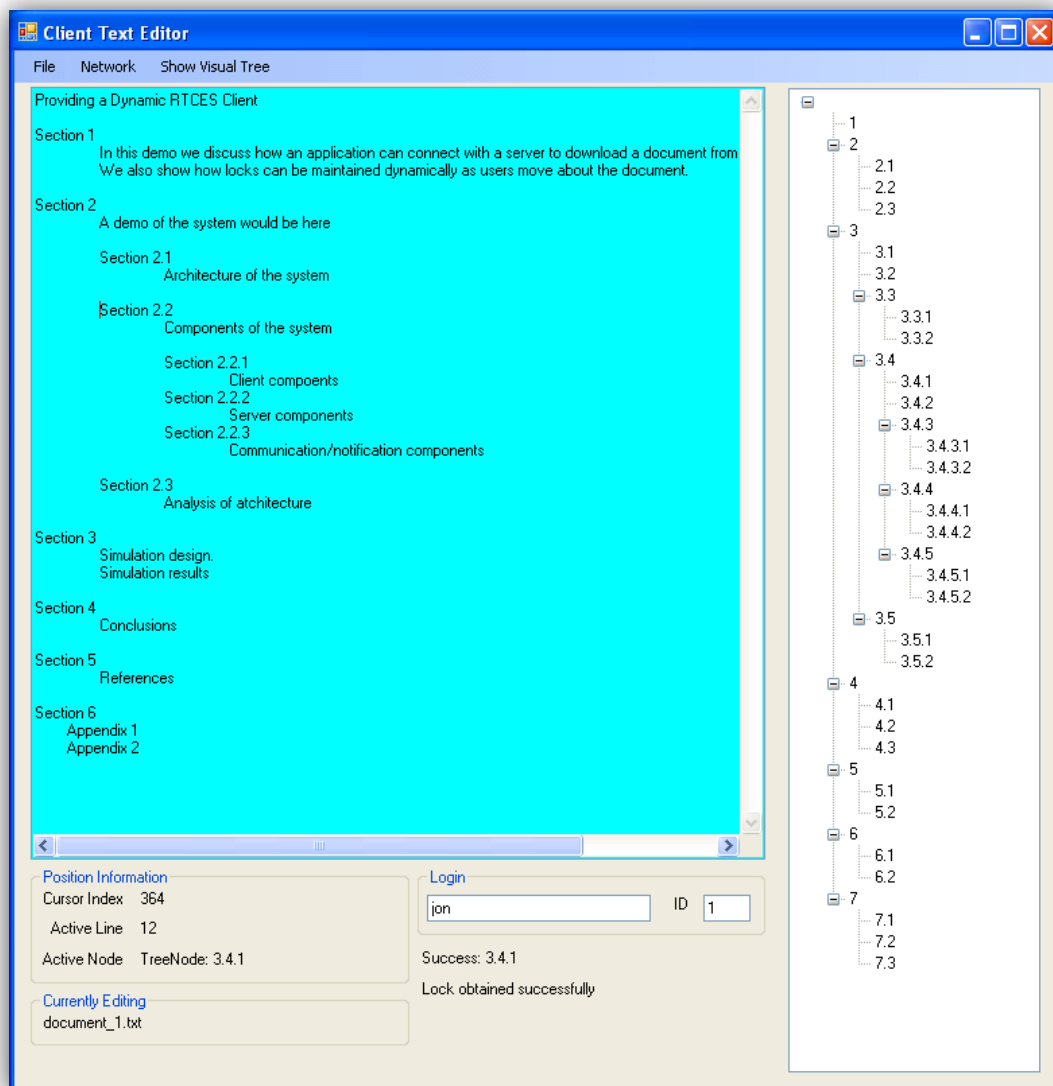 Client Text Editor
File Network Show Visual Tree
Providing a Dynamic RTCES Client
Section 1
In this demo we discuss how an application can connect with a server to download a document from
We also show how locks can be maintained dynamically as users move about the document.
Section 2
A demo of the system would be here
Section 2.1
Architecture of the system
Section 2.2
Components of the system
Section 2.2.1
Client compoents
Section 2.2.2
Server components
Section 2.2.3
Communication/notification components
Section 2.3
Analysis of atchitecture
Section 3
Simulation design.
Simulation results
Section 4
Conclusions
Section 5
References
Section 6
Appendix 1
Appendix 2
1
2
2.1
2.2
2.3
3
3.1
3.2
3.3
3.3.1
3.3.2
3.4
3.4.1
3.4.2
3.4.3
3.4.3.1
3.4.3.2
3.4.4
3.4.4.1
3.4.4.2
3.4.5
3.4.5.1
3.4.5.2
3.5
3.5.1
3.5.2
4
4.1
4.2
4.3
5
5.1
5.2
6
6.1
6.2
7
7.1
7.2
7.3
Position Information
Cursor Index 364
Active Line 12
Active Node TreeNode: 3.4.1
Currently Editing
document_1.txt
Login
jon ID 1
Success: 3.4.1
Lock obtained successfully